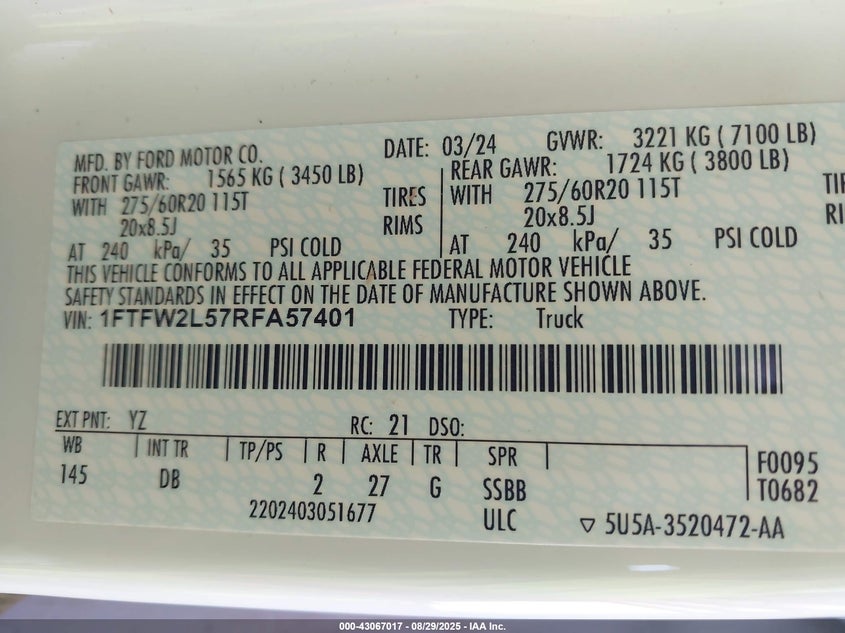 MFD. BY FORD MOTOR CO. DATE: 03/24 GVWR: 3221 KG ( 7100 LB)
FRONT GAWR: 1565 KG ( 3450 LB) REAR GAWR: 1724 KG ( 3800 LB)
WITH 275/60R20 115T TIRES WITH 275/60R20 115T
20x8.5J RIMS 20x8.5J
AT 240 kPa/ 35 PSI COLD AT 240 kPa/ 35 PSI COLD
THIS VEHICLE CONFORMS TO ALL APPLICABLE FEDERAL MOTOR VEHICLE
SAFETY STANDARDS IN EFFECT ON THE DATE OF MANUFACTURE SHOWN ABOVE.
VIN: 1FTFW2L57RFA57401 TYPE: Truck
EXT PNT: YZ RC: 21 DSO:
WB INT TR TP/PS R AXLE TR SPR F0095
145 DB 2 27 G SSBB T0682
2202403051677 ULC ▽ 5U5A-3520472-AA
000-43067017 - 08/29/2025 - IAA Inc.